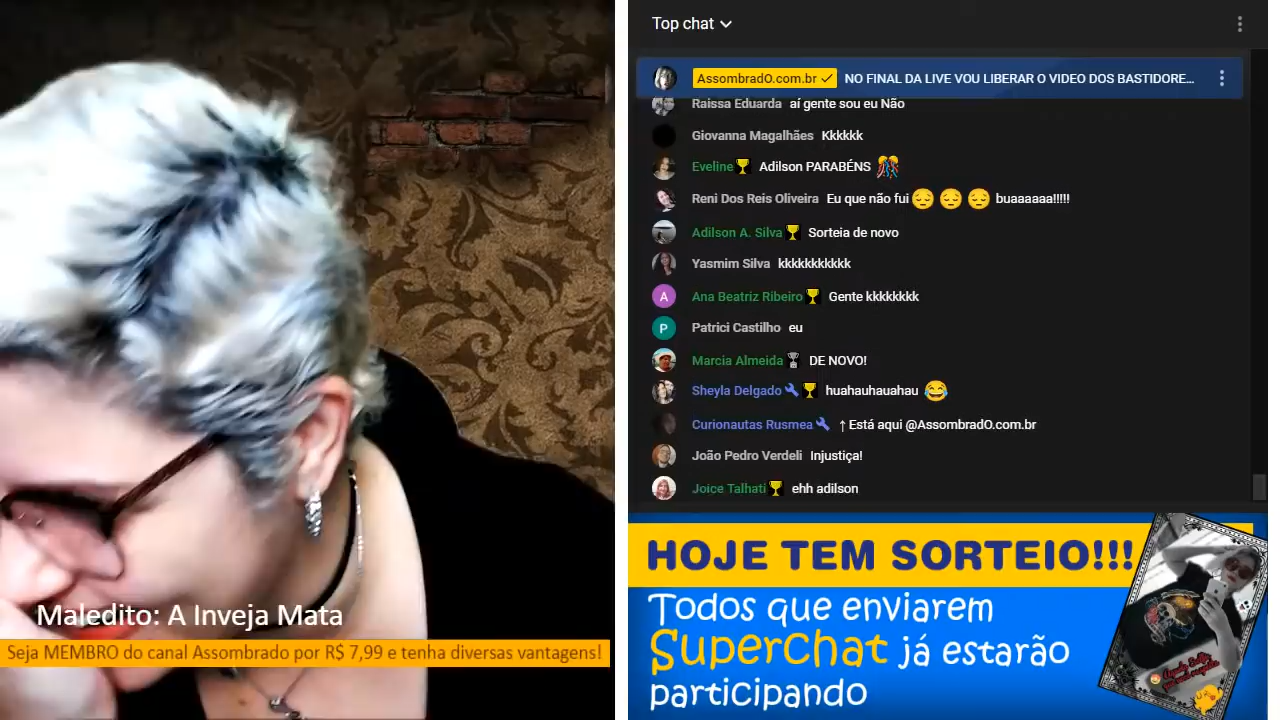 Maledito: A Inveja Mata
Seja MEMBRO do canal Assombrado por R$ 7,99 e tenha diversas vantagens!
Top chat
AssombradO.com.br NO FINAL DA LIVE VOU LIBERAR O VIDEO DOS BASTIDORE...
Raissa Eduarda aí gente sou eu Não
Giovanna Magalhães Kkkkkk
Eveline Adilson PARABÉNS
Reni Dos Reis Oliveira Eu que não fui buaaaaaa!!!!!
Adilson A. Silva Sorteia de novo
Yasmim Silva kkkkkkkkkkk
A Ana Beatriz Ribeiro Gente kkkkkkkk
P Patrici Castilho eu
Marcia Almeida DE NOVO!
Sheyla Delgado huahauhauahau
Curionautas Rusmea ↑ Está aqui @AssombradO.com.br
João Pedro Verdeli Injustiça!
Joice Talhati ehh adilson
HOJE TEM SORTEIO!!!
Todos que enviarem
Superchat já estarão
participando